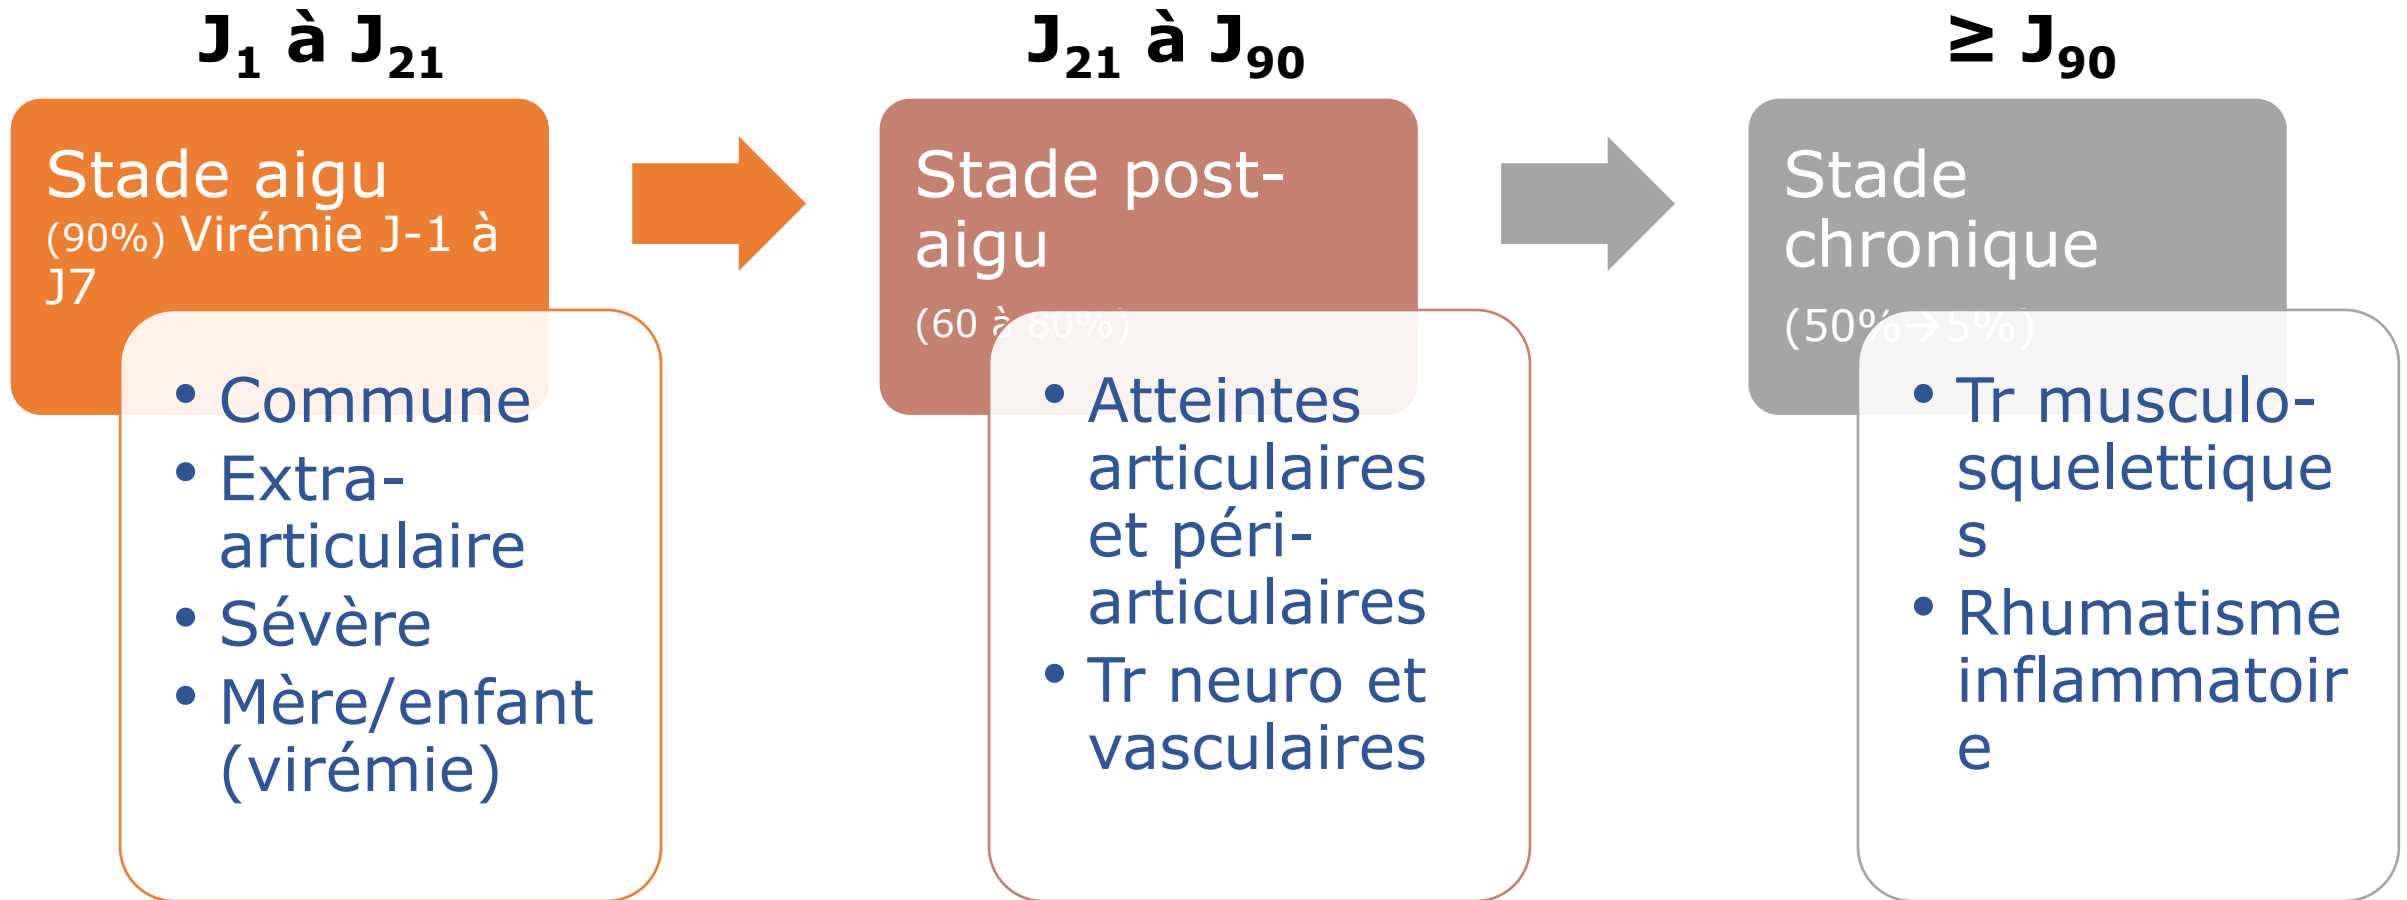 J1 à J21
Stade aigu
(90%) Virémie J-1 à
J7
• Commune
• Extra-
articulaire
• Sévère
• Mère/enfant
(virémie)
J21 à J90
Stade post-
aigu
(60 à 80%)
• Atteintes
articulaires
et péri-
articulaires
• Tr neuro et
vasculaires
≥ J90
Stade
chronique
(50%→5%)
• Tr musculo-
squelettique
s
• Rhumatisme
inflammatoir
e